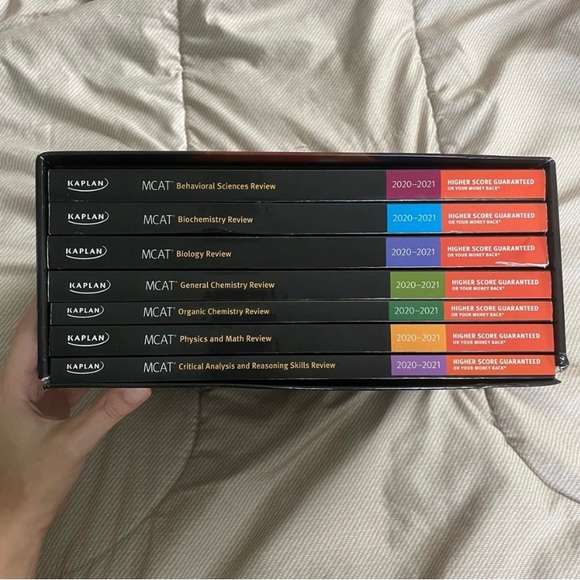 KAPLAN MCAT® Behavioral Sciences Review 2020–2021 HIGHER SCORE GUARANTEED
OR YOUR MONEY BACK*
KAPLAN MCAT® Biochemistry Review 2020–2021 HIGHER SCORE GUARANTEED
OR YOUR MONEY BACK*
KAPLAN MCAT® Biology Review 2020–2021 HIGHER SCORE GUARANTEED
OR YOUR MONEY BACK*
KAPLAN MCAT® General Chemistry Review 2020–2021 HIGHER SCORE GUARANTEED
OR YOUR MONEY BACK*
KAPLAN MCAT® Organic Chemistry Review 2020–2021 HIGHER SCORE GUARANTEED
OR YOUR MONEY BACK*
KAPLAN MCAT® Physics and Math Review 2020–2021 HIGHER SCORE GUARANTEED
OR YOUR MONEY BACK*
KAPLAN MCAT® Critical Analysis and Reasoning Skills Review 2020–2021 HIGHER SCORE GUARANTEED
OR YOUR MONEY BACK*